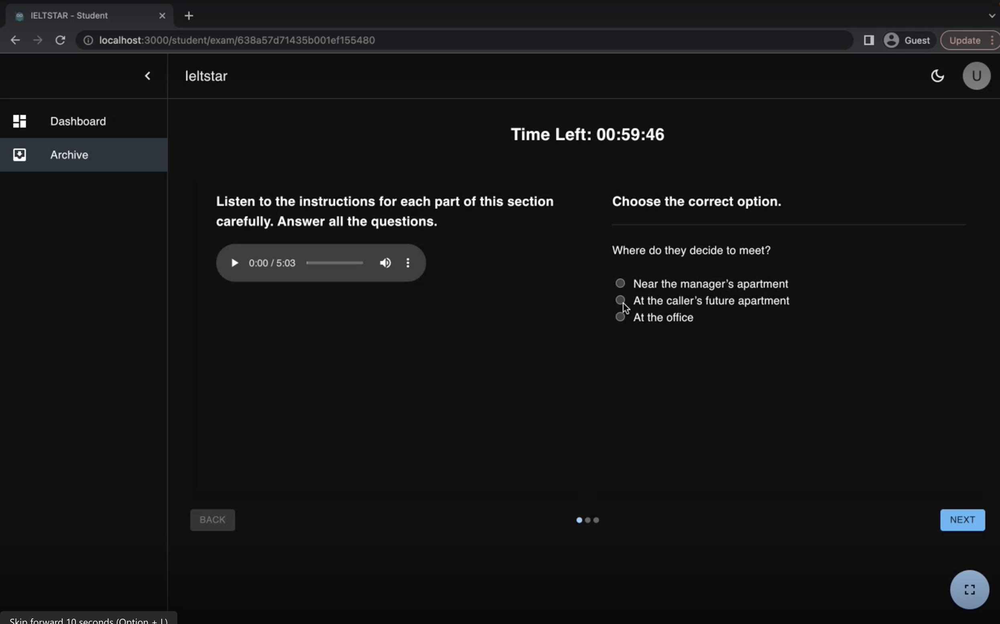 IELTSTAR - Student
localhost:3000/student/exam/638a57d71435b001ef155480
Guest
Update
Ieltstar
U
Dashboard
Archive
Time Left: 00:59:46
Listen to the instructions for each part of this section
carefully. Answer all the questions.
0:00 / 5:03
Choose the correct option.
Where do they decide to meet?
Near the manager’s apartment
At the caller’s future apartment
At the office
BACK
NEXT
Skip forward 10 seconds (Option + L)